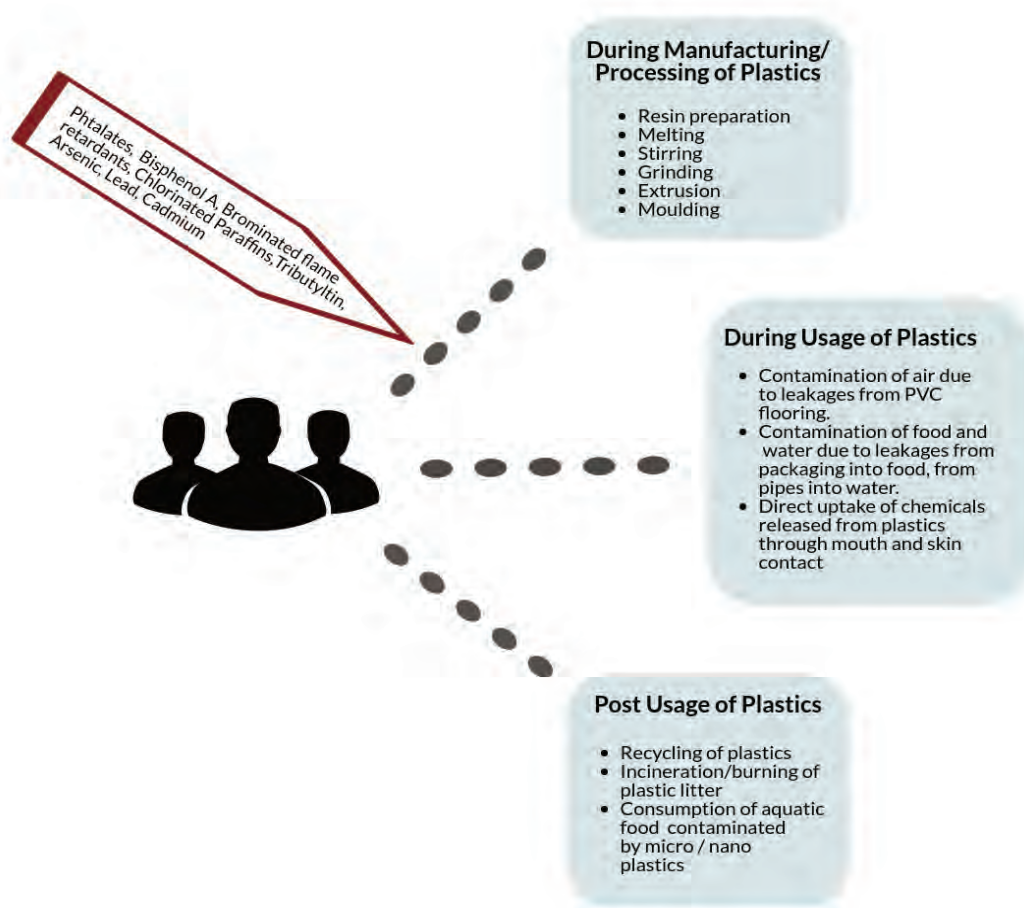 Phtalates, Bisphenol A, Brominated flame
retardants, Chlorinated Paraffins, Tributyltin,
Arsenic, Lead, Cadmium
During Manufacturing/
Processing of Plastics
• Resin preparation
• Melting
• Stirring
• Grinding
• Extrusion
• Moulding
During Usage of Plastics
• Contamination of air due
to leakages from PVC
flooring.
• Contamination of food and
water due to leakages from
packaging into food, from
pipes into water.
• Direct uptake of chemicals
released from plastics
through mouth and skin
contact
Post Usage of Plastics
• Recycling of plastics
• Incineration/burning of
plastic litter
• Consumption of aquatic
food contaminated
by micro / nano
plastics